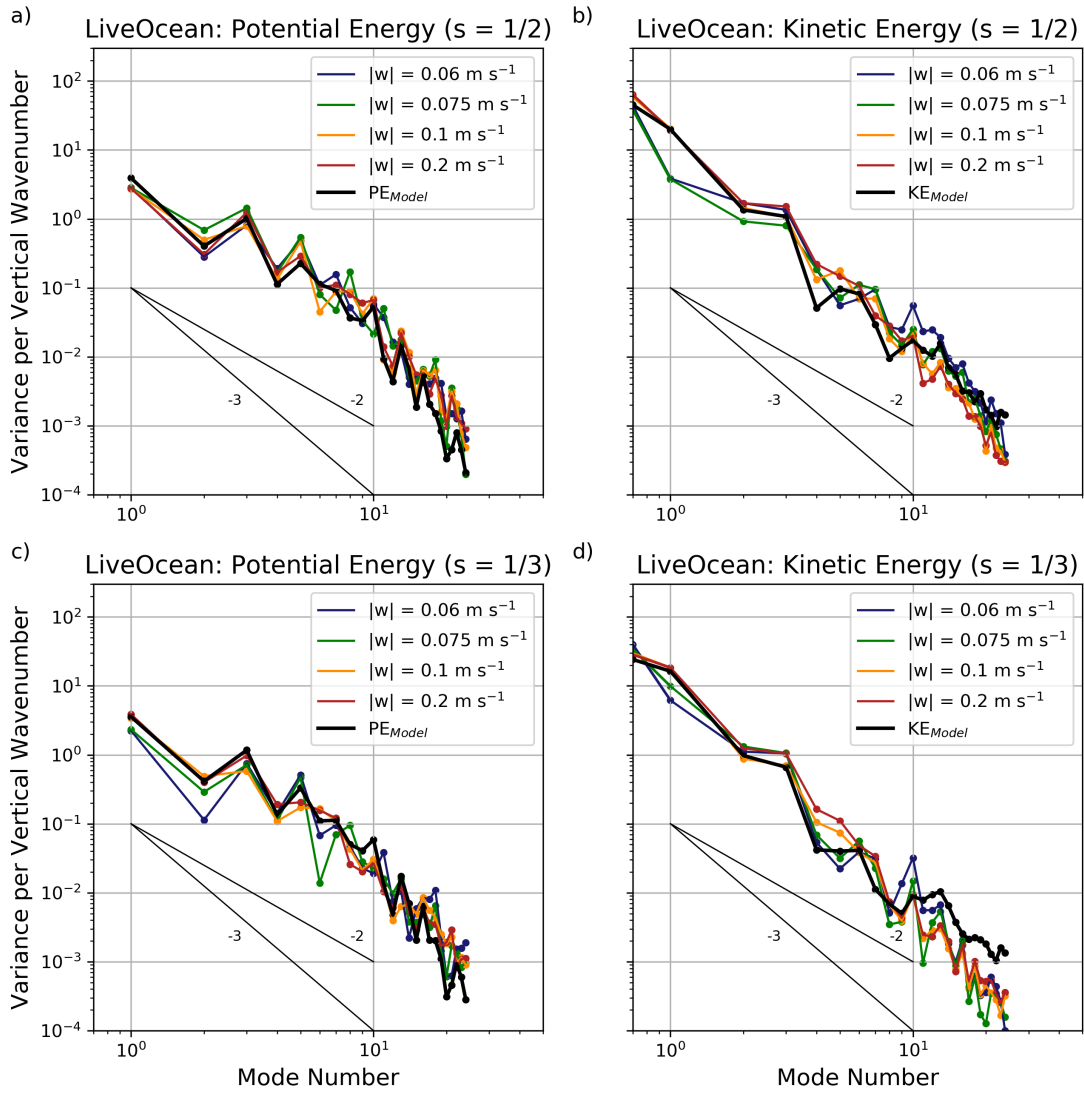 a)
LiveOcean: Potential Energy (s = 1/2)
Variance per Vertical Wavenumber
10²
10¹
10⁰
10⁻¹
10⁻²
10⁻³
10⁻⁴
|w| = 0.06 m s⁻¹
|w| = 0.075 m s⁻¹
|w| = 0.1 m s⁻¹
|w| = 0.2 m s⁻¹
PE_Model
-3
-2
10⁰
10¹
b)
LiveOcean: Kinetic Energy (s = 1/2)
|w| = 0.06 m s⁻¹
|w| = 0.075 m s⁻¹
|w| = 0.1 m s⁻¹
|w| = 0.2 m s⁻¹
KE_Model
-3
-2
10⁰
10¹
c)
LiveOcean: Potential Energy (s = 1/3)
Variance per Vertical Wavenumber
10²
10¹
10⁰
10⁻¹
10⁻²
10⁻³
10⁻⁴
|w| = 0.06 m s⁻¹
|w| = 0.075 m s⁻¹
|w| = 0.1 m s⁻¹
|w| = 0.2 m s⁻¹
PE_Model
-3
-2
10⁰
10¹
Mode Number
d)
LiveOcean: Kinetic Energy (s = 1/3)
|w| = 0.06 m s⁻¹
|w| = 0.075 m s⁻¹
|w| = 0.1 m s⁻¹
|w| = 0.2 m s⁻¹
KE_Model
-3
-2
10⁰
10¹
Mode Number